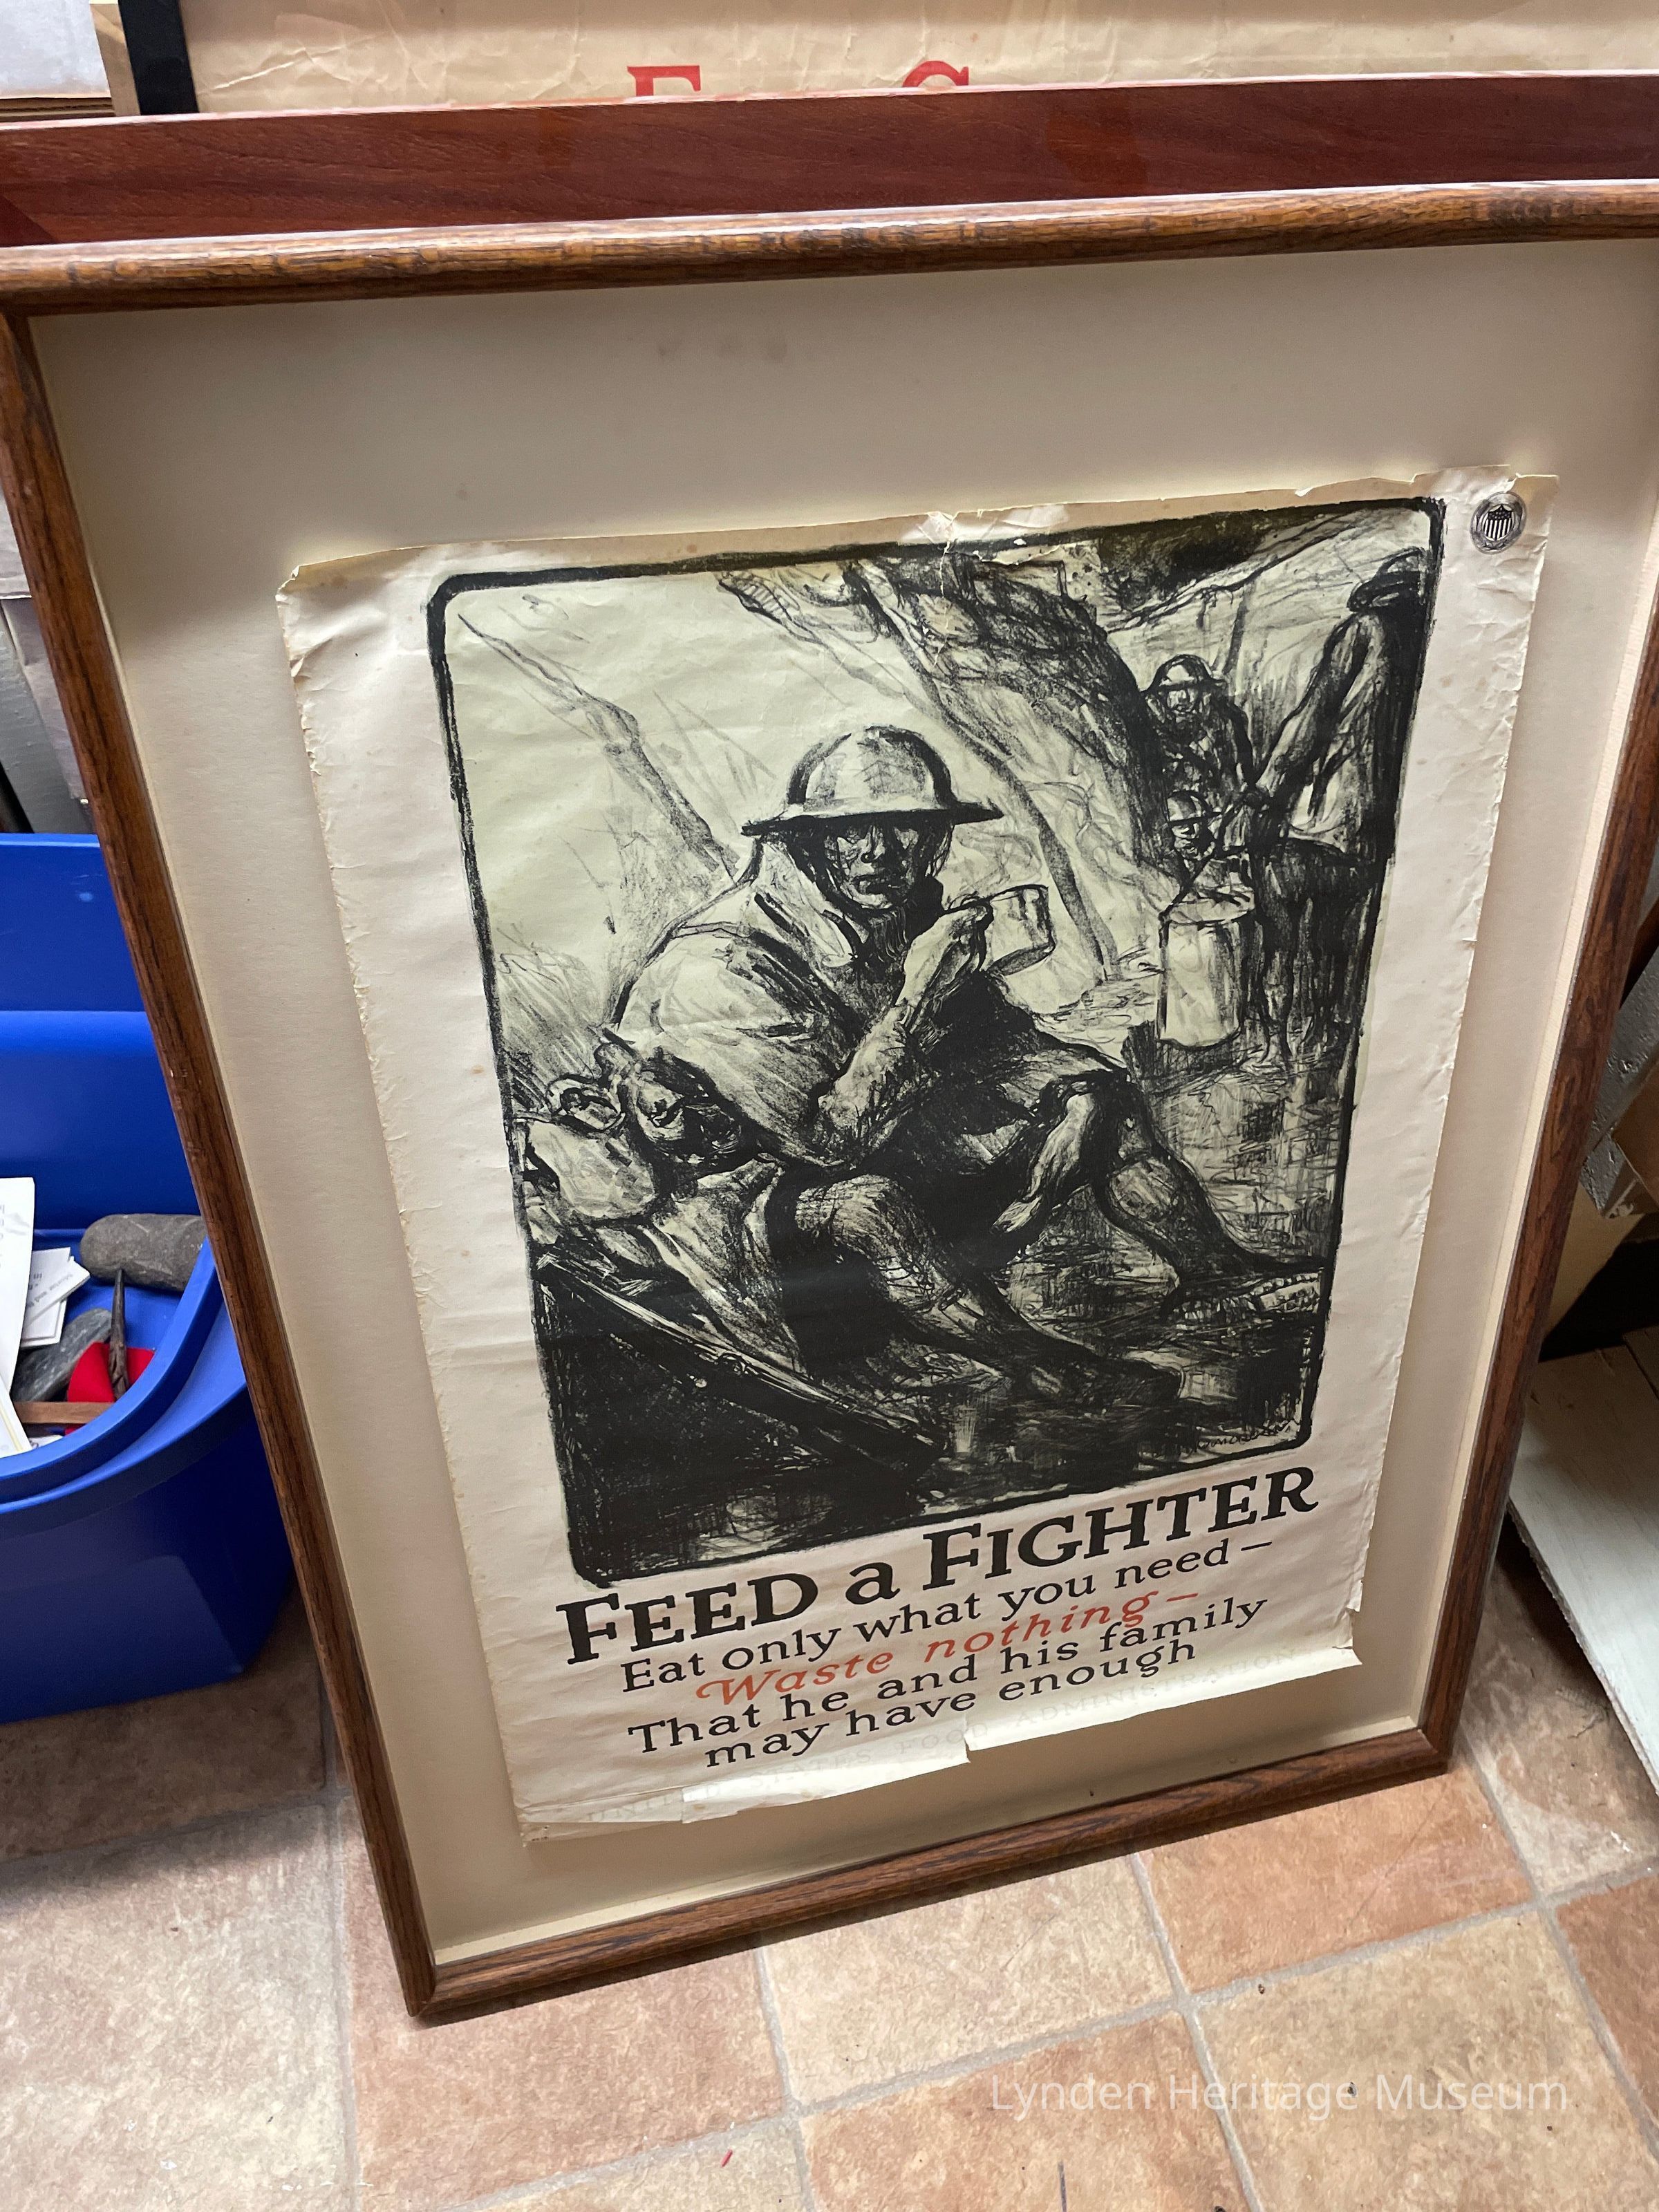 FEED a FIGHTER
Eat only what you need—
Waste nothing—
That he and his family
may have enough
UNITED STATES FOOD ADMINISTRATION
Lynden Heritage Museum